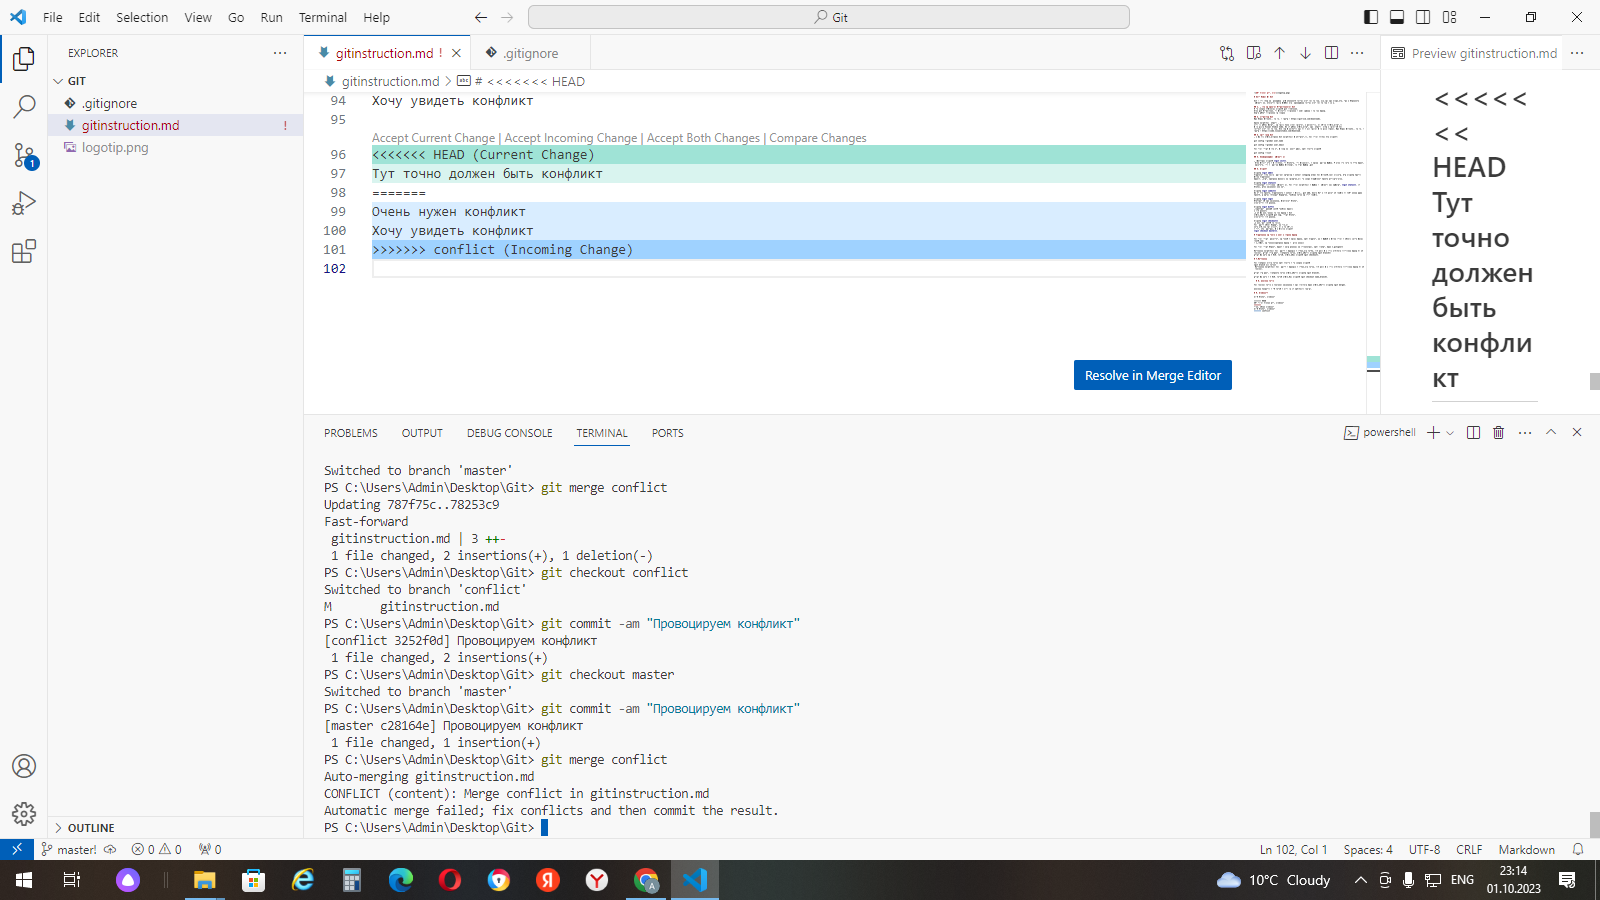 File Edit Selection View Go Run Terminal Help
Git
EXPLORER
GIT
.gitignore
gitinstruction.md !
logotip.png
1
OUTLINE
gitinstruction.md !
.gitignore
gitinstruction.md > # <<<<<<< HEAD
94 Хочу увидеть конфликт
95
Accept Current Change | Accept Incoming Change | Accept Both Changes | Compare Changes
96 <<<<<<< HEAD (Current Change)
97 Тут точно должен быть конфликт
98 =======
99 Очень нужен конфликт
100 Хочу увидеть конфликт
101 >>>>>>> conflict (Incoming Change)
102
Resolve in Merge Editor
Preview gitinstruction.md
<<<<<
<<
HEAD
Тут
точно
должен
быть
конфли
кт
PROBLEMS OUTPUT DEBUG CONSOLE TERMINAL PORTS
powershell
Switched to branch 'master'
PS C:\Users\Admin\Desktop\Git> git merge conflict
Updating 787f75c..78253c9
Fast-forward
gitinstruction.md | 3 ++-
1 file changed, 2 insertions(+), 1 deletion(-)
PS C:\Users\Admin\Desktop\Git> git checkout conflict
Switched to branch 'conflict'
M gitinstruction.md
PS C:\Users\Admin\Desktop\Git> git commit -am "Провоцируем конфликт"
[conflict 3252f0d] Провоцируем конфликт
1 file changed, 2 insertions(+)
PS C:\Users\Admin\Desktop\Git> git checkout master
Switched to branch 'master'
PS C:\Users\Admin\Desktop\Git> git commit -am "Провоцируем конфликт"
[master c28164e] Провоцируем конфликт
1 file changed, 1 insertion(+)
PS C:\Users\Admin\Desktop\Git> git merge conflict
Auto-merging gitinstruction.md
CONFLICT (content): Merge conflict in gitinstruction.md
Automatic merge failed; fix conflicts and then commit the result.
PS C:\Users\Admin\Desktop\Git>
master! 0 0 0
Ln 102, Col 1 Spaces: 4 UTF-8 CRLF Markdown
10°C Cloudy
ENG
23:14
01.10.2023